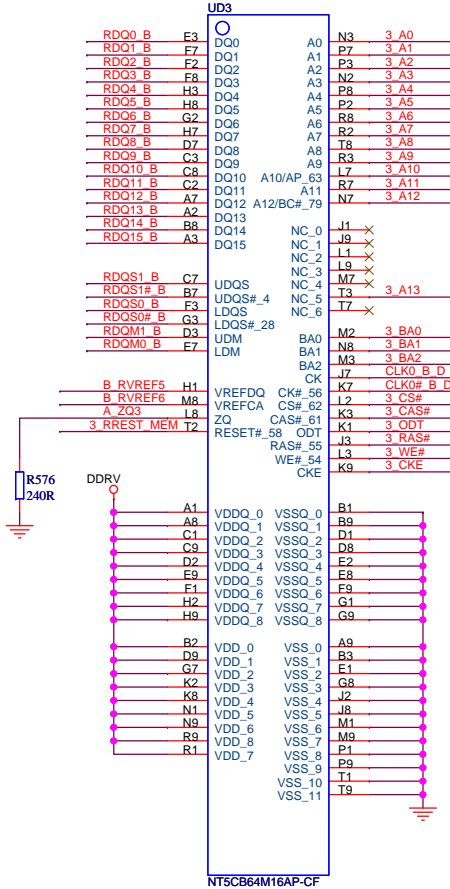 UD3
RDQ0_B E3 DQ0 A0 N3 3_A0
RDQ1_B F7 DQ1 A1 P7 3_A1
RDQ2_B F2 DQ2 A2 P3 3_A2
RDQ3_B F8 DQ3 A3 N2 3_A3
RDQ4_B H3 DQ4 A4 P8 3_A4
RDQ5_B H8 DQ5 A5 P2 3_A5
RDQ6_B G2 DQ6 A6 R8 3_A6
RDQ7_B H7 DQ7 A7 R2 3_A7
RDQ8_B D7 DQ8 A8 T8 3_A8
RDQ9_B C3 DQ9 A9 R3 3_A9
RDQ10_B C8 DQ10 A10/AP_63 L7 3_A10
RDQ11_B C2 DQ11 A11 R7 3_A11
RDQ12_B A7 DQ12 A12/BC#_79 N7 3_A12
RDQ13_B A2 DQ13
RDQ14_B B8 DQ14 NC_0 J1
RDQ15_B A3 DQ15 NC_1 J9
NC_2 L1
NC_3 L9
RDQS1_B C7 UDQS NC_4 M7
RDQS1#_B B7 UDQS#_4 NC_5 T3 3_A13
RDQS0_B F3 LDQS NC_6 T7
RDQS0#_B G3 LDQS#_28
RDQM1_B D3 UDM BA0 M2 3_BA0
RDQM0_B E7 LDM BA1 N8 3_BA1
BA2 M3 3_BA2
CK J7 CLK0_B_D
B_RVREF5 H1 VREFDQ CK#_56 K7 CLK0#_B_D
B_RVREF6 M8 VREFCA CS#_62 L2 3_CS#
A_ZQ3 L8 ZQ CAS#_61 K3 3_CAS#
3_RREST_MEM T2 RESET#_58 ODT K1 3_ODT
RAS#_55 J3 3_RAS#
WE#_54 L3 3_WE#
CKE K9 3_CKE
R576
240R
DDRV
A1 VDDQ_0 VSSQ_0 B1
A8 VDDQ_1 VSSQ_1 B9
C1 VDDQ_2 VSSQ_2 D1
C9 VDDQ_3 VSSQ_3 D8
D2 VDDQ_4 VSSQ_4 E2
E9 VDDQ_5 VSSQ_5 E8
F1 VDDQ_6 VSSQ_6 F9
H2 VDDQ_7 VSSQ_7 G1
H9 VDDQ_8 VSSQ_8 G9
B2 VDD_0 VSS_0 A9
D9 VDD_1 VSS_1 B3
G7 VDD_2 VSS_2 E1
K2 VDD_3 VSS_3 G8
K8 VDD_4 VSS_4 J2
N1 VDD_5 VSS_5 J8
N9 VDD_6 VSS_6 M1
R9 VDD_8 VSS_7 M9
R1 VDD_7 VSS_8 P1
VSS_9 P9
VSS_10 T1
VSS_11 T9
NT5CB64M16AP-CF